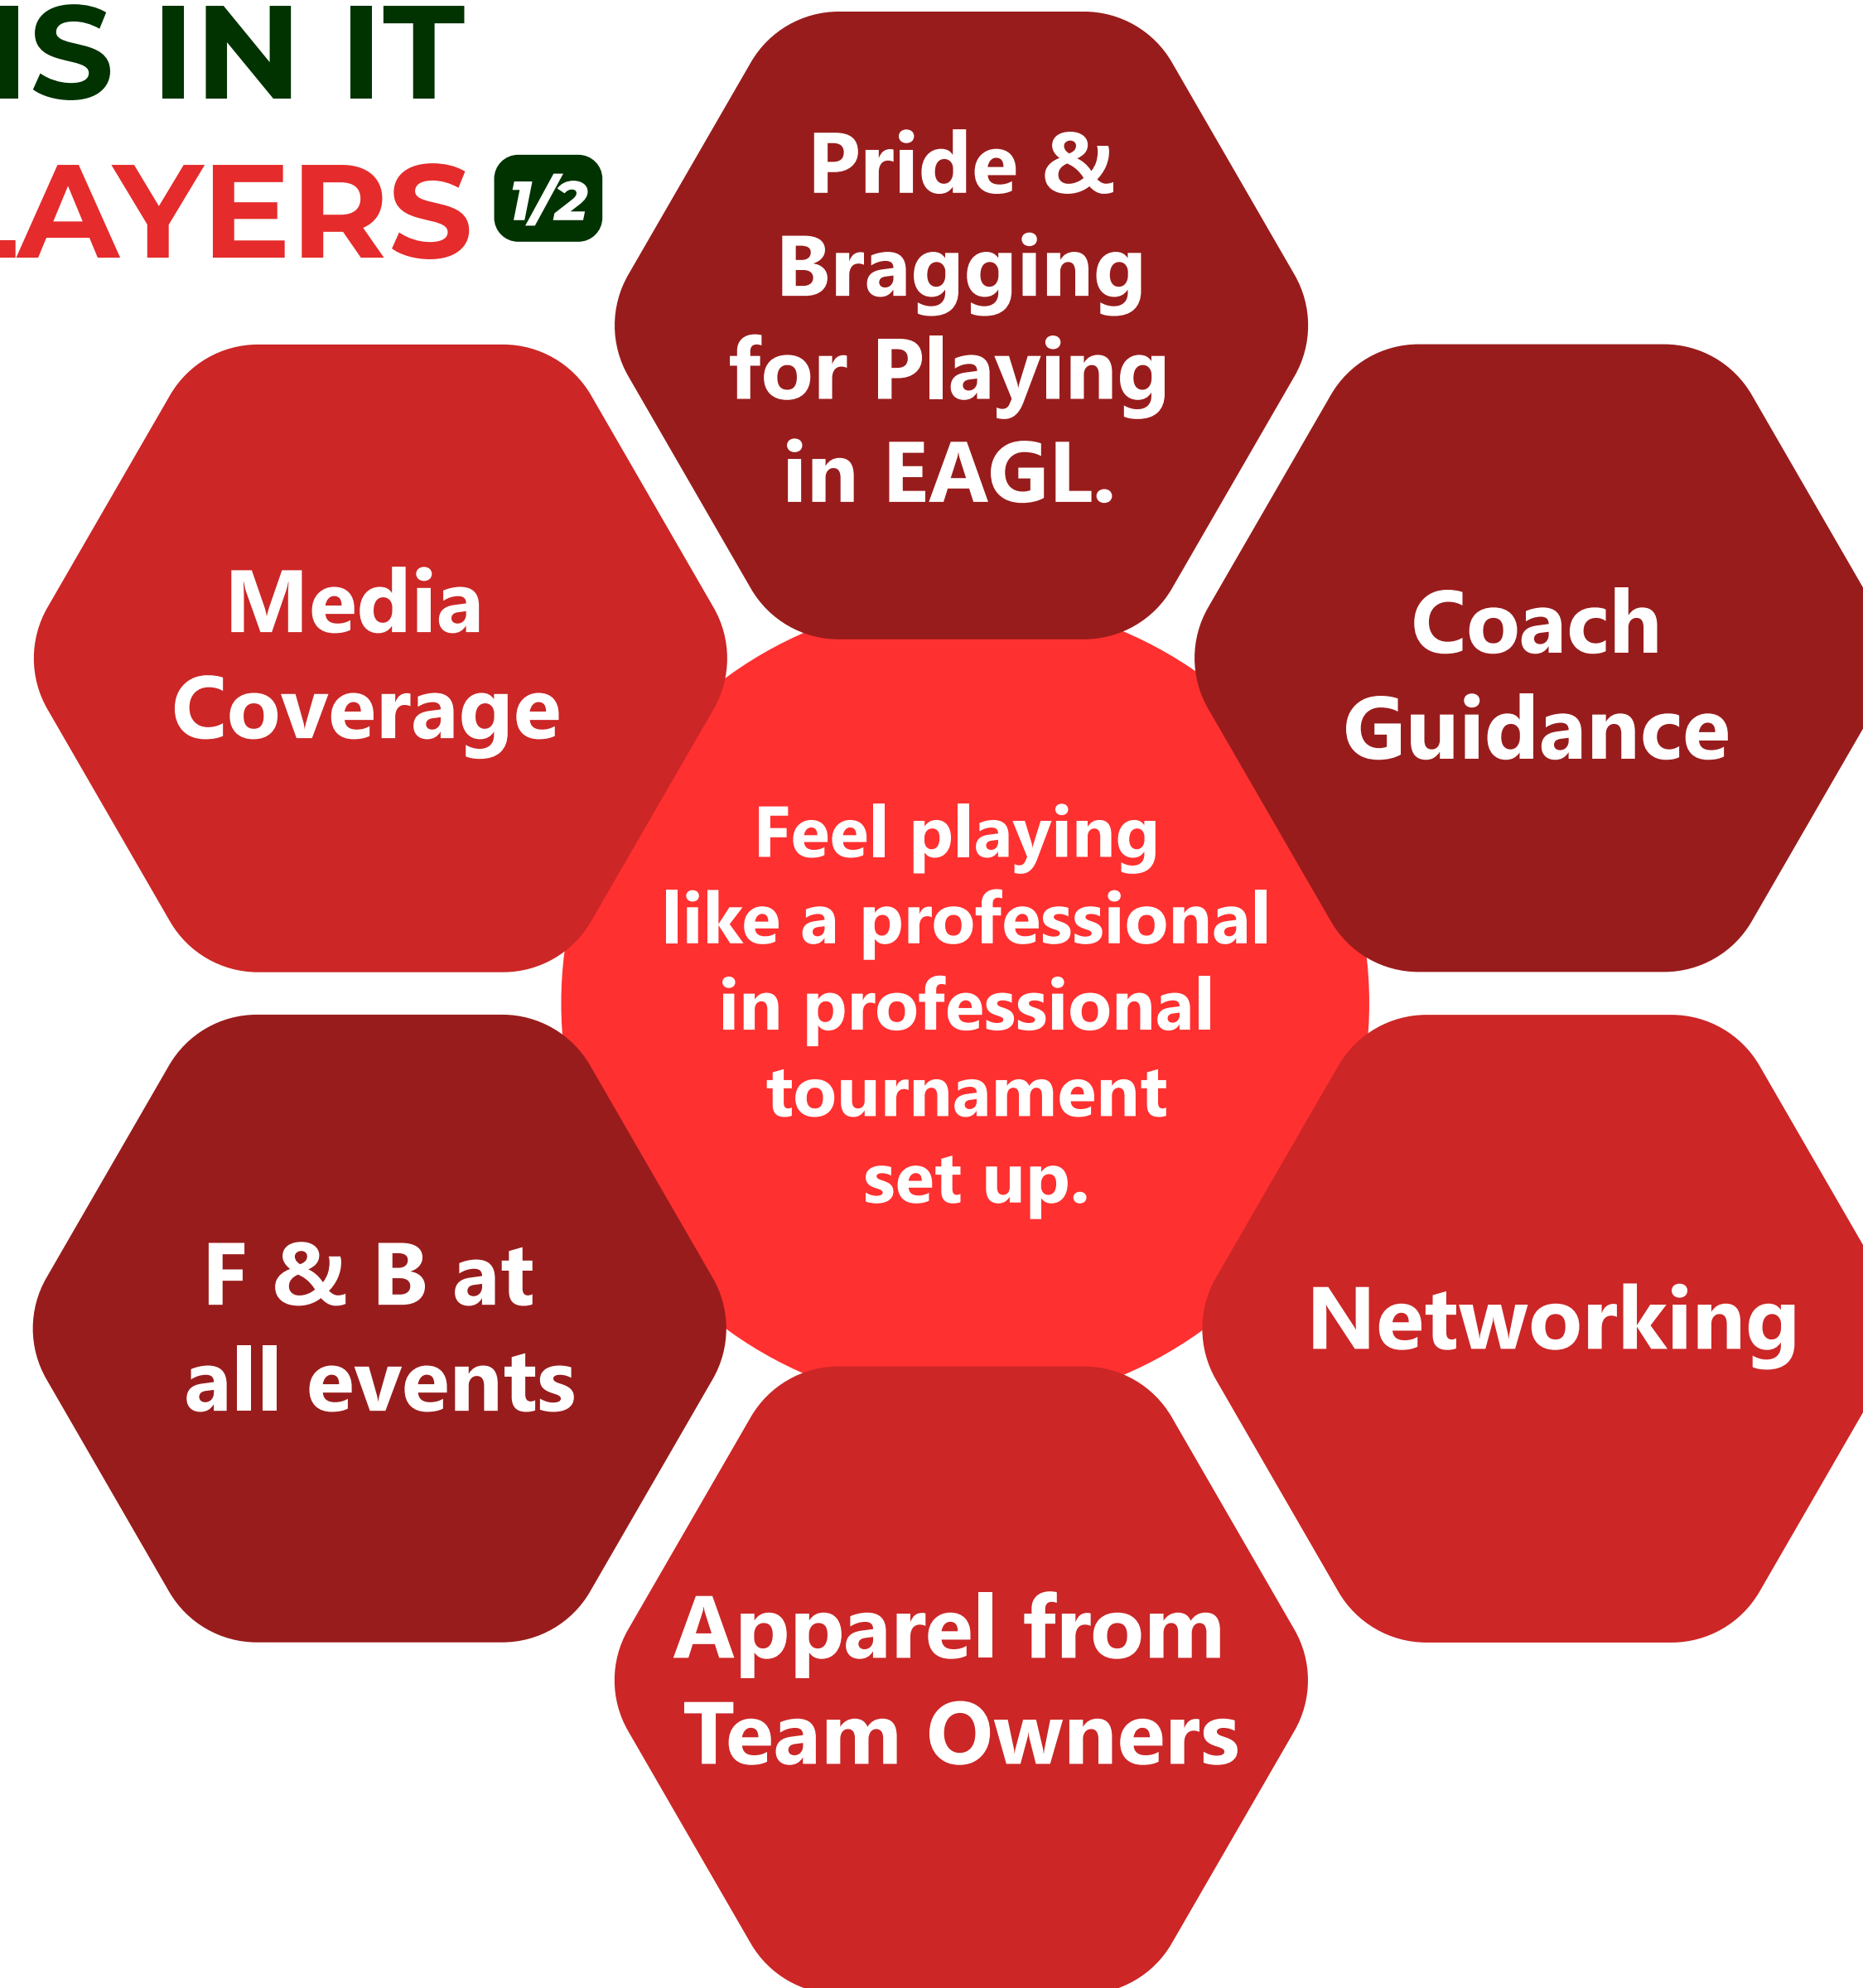 IS IN IT
LAYERS 1/2
Pride &
Bragging
for Playing
in EAGL.
Media
Coverage
Coach
Guidance
Feel playing
like a professional
in professional
tournament
set up.
F & B at
all events
Networking
Apparel from
Team Owners